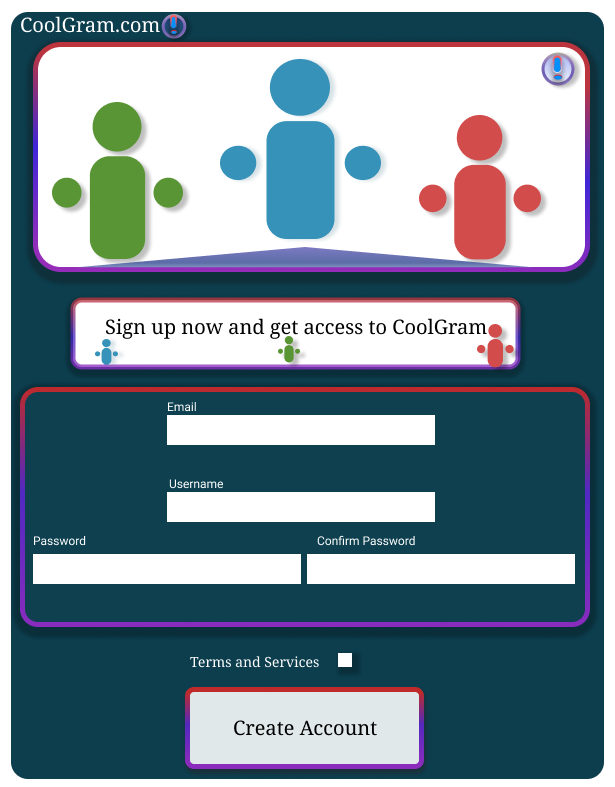 CoolGram.com
Sign up now and get access to CoolGram
Email
Username
Password
Confirm Password
Terms and Services
Create Account